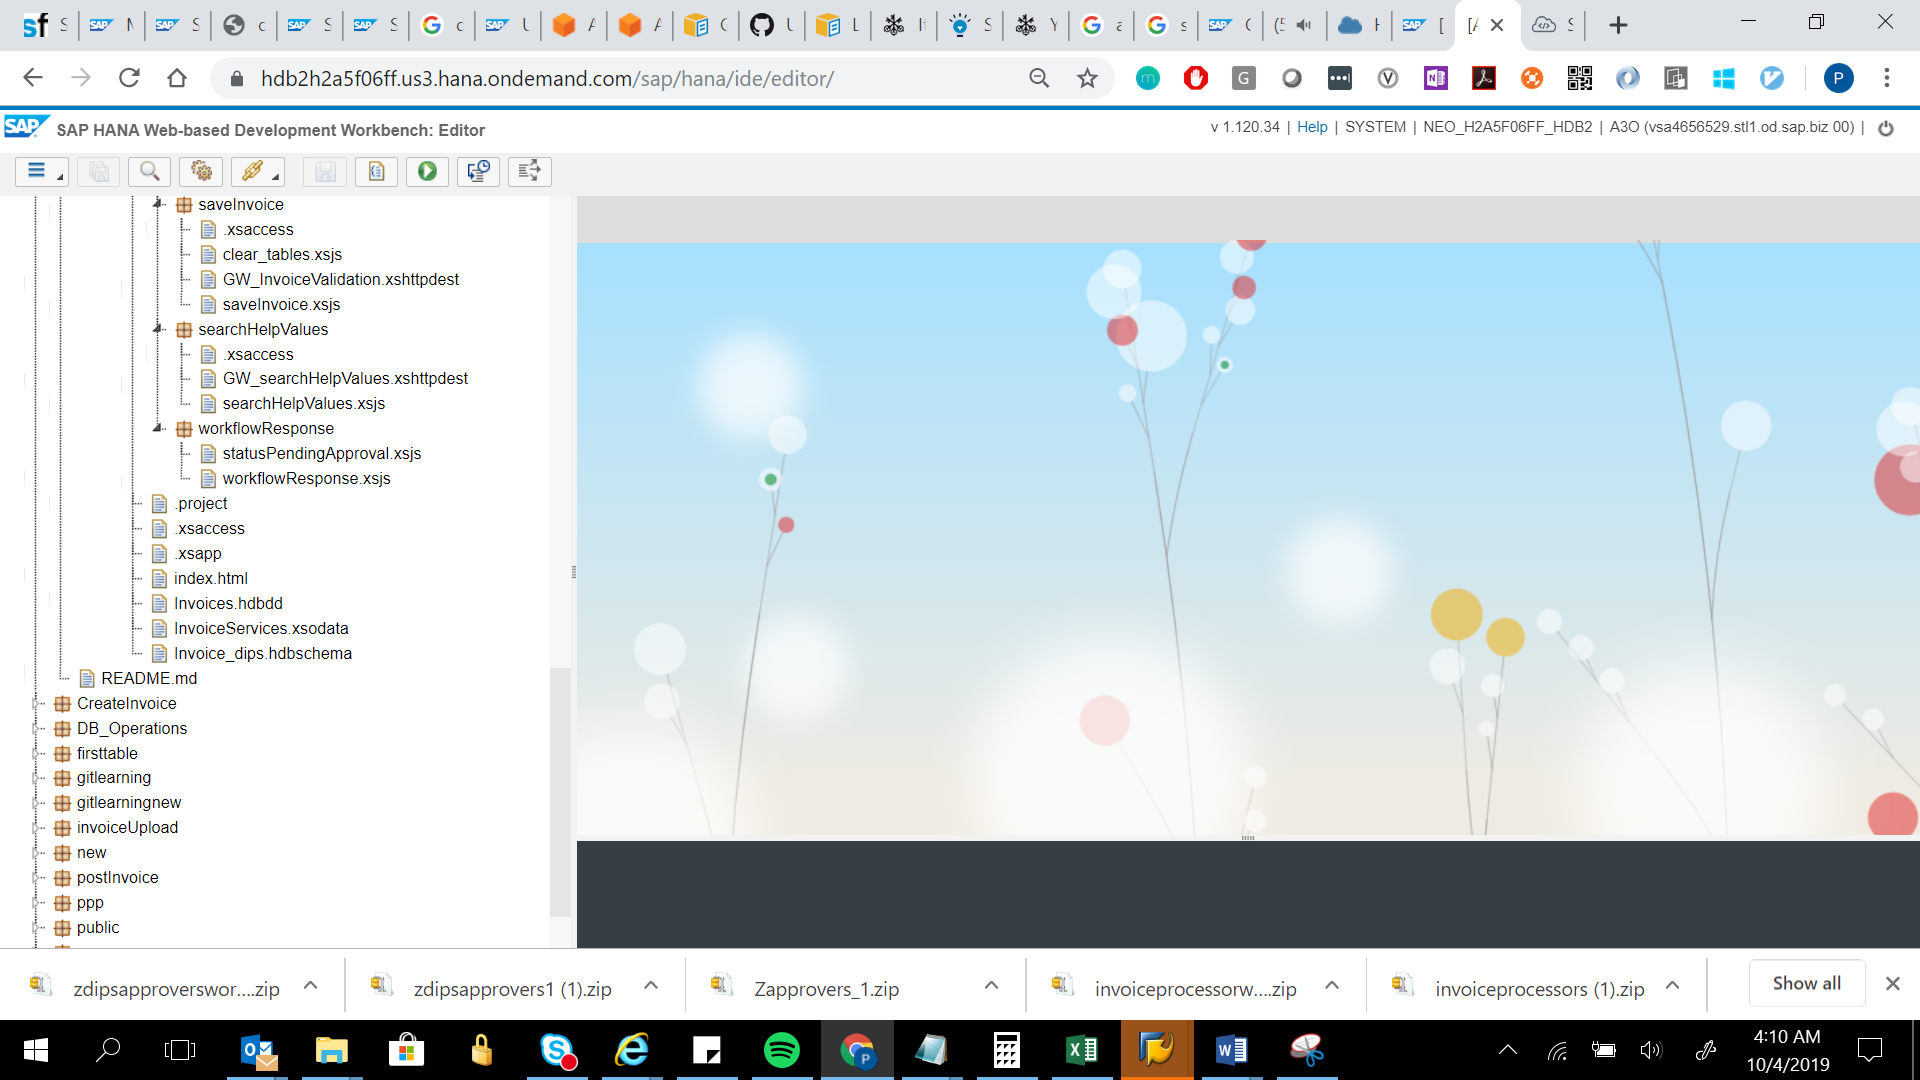 hdb2h2a5f06ff.us3.hana.ondemand.com/sap/hana/ide/editor/
SAP SAP HANA Web-based Development Workbench: Editor
v 1.120.34 | Help | SYSTEM | NEO_H2A5F06FF_HDB2 | A3O (vsa4656529.stl1.od.sap.biz 00) |
saveInvoice
.xsaccess
clear_tables.xsjs
GW_InvoiceValidation.xshttpdest
saveInvoice.xsjs
searchHelpValues
.xsaccess
GW_searchHelpValues.xshttpdest
searchHelpValues.xsjs
workflowResponse
statusPendingApproval.xsjs
workflowResponse.xsjs
.project
.xsaccess
.xsapp
index.html
Invoices.hdbdd
InvoiceServices.xsodata
Invoice_dips.hdbschema
README.md
CreateInvoice
DB_Operations
firsttable
gitlearning
gitlearningnew
invoiceUpload
new
postInvoice
ppp
public
zdipsapproverswor....zip
zdipsapprovers1 (1).zip
Zapprovers_1.zip
invoiceprocessorw....zip
invoiceprocessors (1).zip
Show all
4:10 AM
10/4/2019